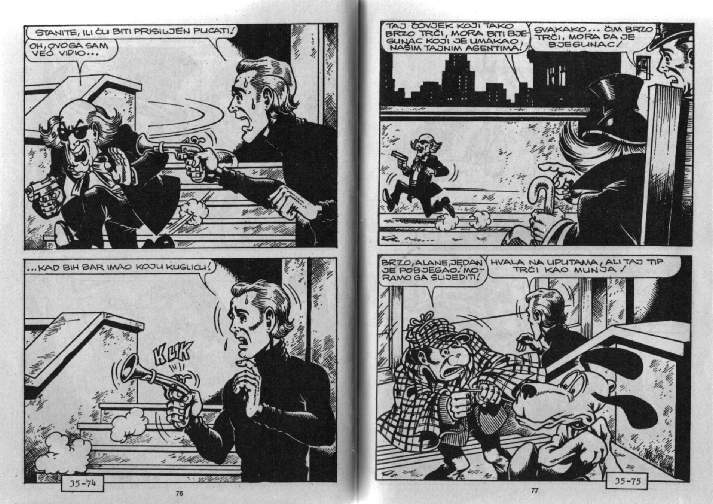 STANITE, ILI ĆU BITI PRISILJEN PUCATI!
OH, OVOGA SAM
VEĆ VIDIO...
...KAD BIH BAR IMAO KOJU KUGLICU!
KLIK
35-74
76
TAJ ČOVJEK KOJI TAKO
BRZO TRČI, MORA BITI BJE-
GUNAC KOJI JE UMAKAO
NAŠIM TAJNIM AGENTIMA!
SVAKAKO... ČIM BRZO
TRČI, MORA DA JE
BJEGUNAC!
BRZO, ALANE, JEDAN
JE POBJEGAO! MO-
RAMO GA SLIJEDITI!
HVALA NA UPUTAMA, ALI TAJ TIP
TRČI KAO MUNJA!
77
35-75